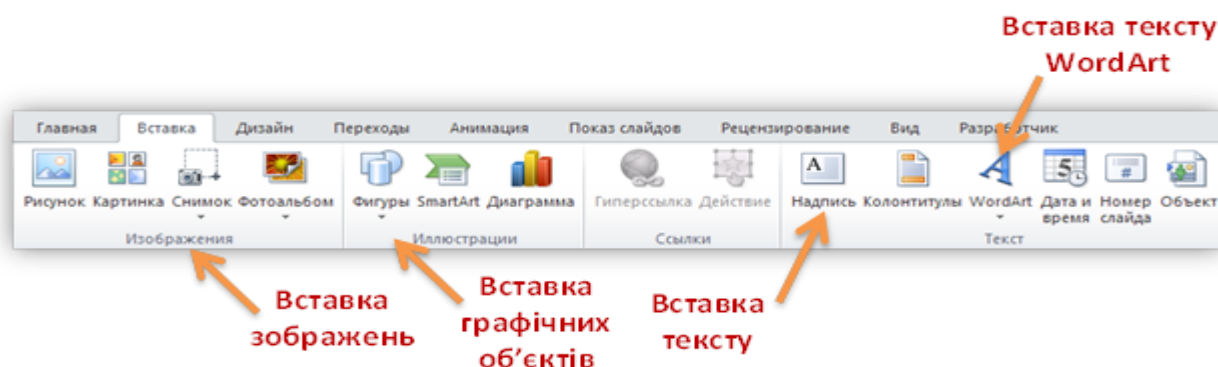 Вставка тексту
WordArt
Главная Вставка Дизайн Переходы Анимация Показ слайдов Рецензирование Вид Разработчик
Рисунок Картинка Снимок Фотоальбом Фигуры SmartArt Диаграмма Гиперссылка Действие Надпись Колонтитулы WordArt Дата и время Номер слайда Объект
Изображения Иллюстрации Ссылки Текст
Вставка
зображень
Вставка
графічних
об’єктів
Вставка
тексту